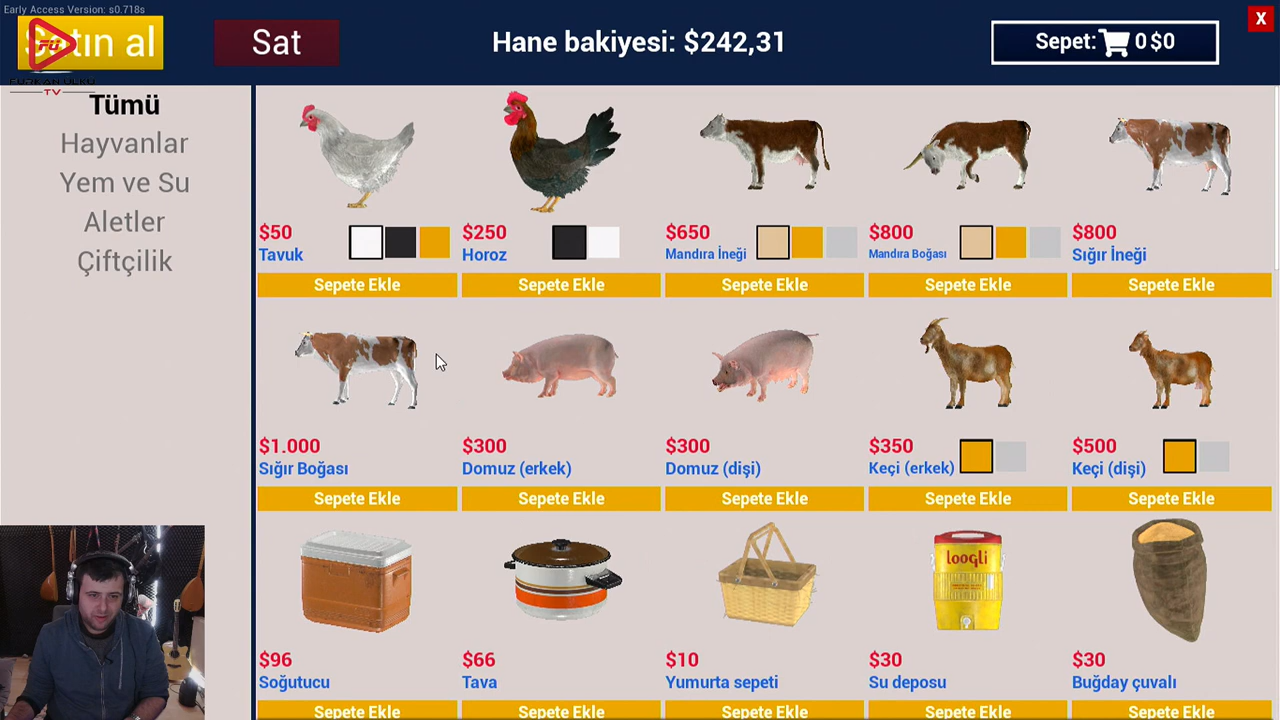 Early Access Version: s0.718s
Satın al
Sat
Hane bakiyesi: $242,31
Sepet: 0 $0
X
FU
FURKAN ÜLKÜ
TV
Tümü
Hayvanlar
Yem ve Su
Aletler
Çiftçilik
$50
Tavuk
Sepete Ekle
$250
Horoz
Sepete Ekle
$650
Mandıra İneği
Sepete Ekle
$800
Mandıra Boğası
Sepete Ekle
$800
Sığır İneği
Sepete Ekle
$1.000
Sığır Boğası
Sepete Ekle
$300
Domuz (erkek)
Sepete Ekle
$300
Domuz (dişi)
Sepete Ekle
$350
Keçi (erkek)
Sepete Ekle
$500
Keçi (dişi)
Sepete Ekle
$96
Soğutucu
Sepete Ekle
$66
Tava
Sepete Ekle
$10
Yumurta sepeti
Sepete Ekle
loogli
$30
Su deposu
Sepete Ekle
$30
Buğday çuvalı
Sepete Ekle